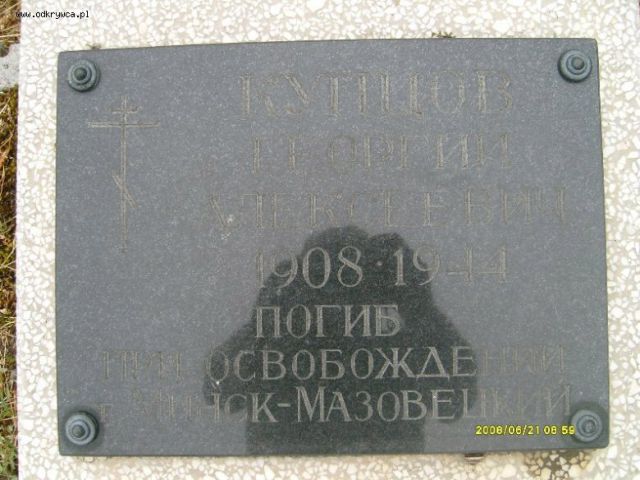 www.odkrywca.pl
КУПЦОВ
ГЕОРГИЙ
АЛЕКСЕЕВИЧ
1908·1944
ПОГИБ
ПРИ ОСВОБОЖДЕНИИ
г. МИНСК-МАЗОВЕЦКИЙ
2008/06/21 08 59